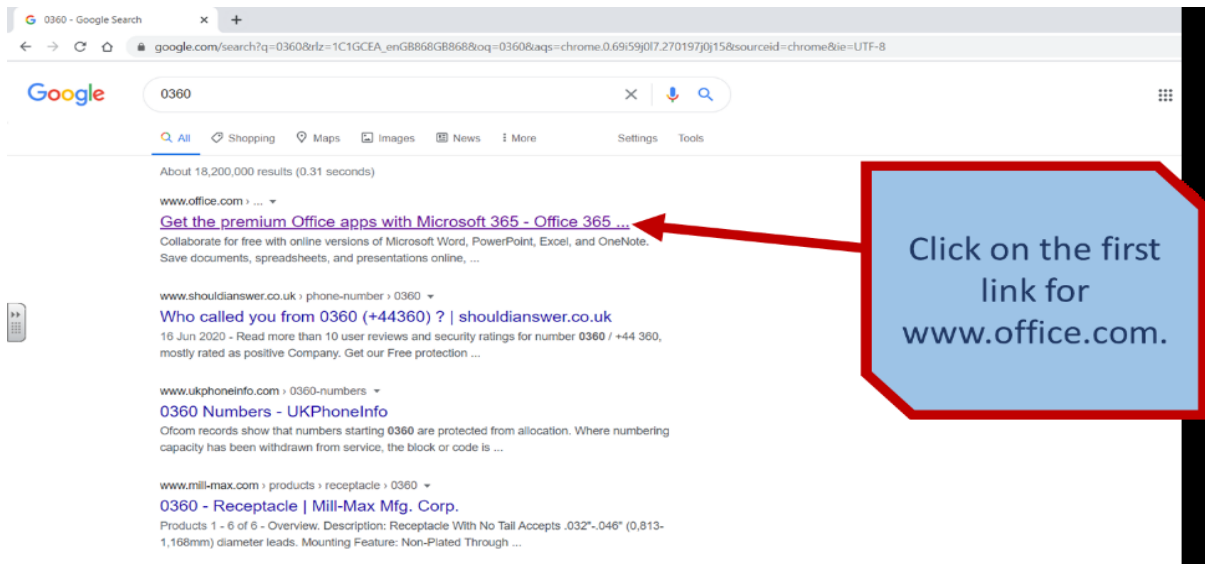 0360 - Google Search
google.com/search?q=0360&rlz=1C1GCEA_enGB868GB868&oq=0360&aqs=chrome.0.69i59j0l7.270197j0j15&sourceid=chrome&ie=UTF-8
Google
0360
All Shopping Maps Images News More Settings Tools
About 18,200,000 results (0.31 seconds)
www.office.com › ...
Get the premium Office apps with Microsoft 365 - Office 365 ...
Collaborate for free with online versions of Microsoft Word, PowerPoint, Excel, and OneNote.
Save documents, spreadsheets, and presentations online, ...
www.shouldianswer.co.uk › phone-number › 0360
Who called you from 0360 (+44360) ? | shouldianswer.co.uk
16 Jun 2020 - Read more than 10 user reviews and security ratings for number 0360 / +44 360,
mostly rated as positive Company. Get our Free protection ...
www.ukphoneinfo.com › 0360-numbers
0360 Numbers - UKPhoneInfo
Ofcom records show that numbers starting 0360 are protected from allocation. Where numbering
capacity has been withdrawn from service, the block or code is ...
www.mill-max.com › products › receptacle › 0360
0360 - Receptacle | Mill-Max Mfg. Corp.
Products 1 - 6 of 6 - Overview. Description: Receptacle With No Tail Accepts .032"-.046" (0,813-
1,168mm) diameter leads. Mounting Feature: Non-Plated Through ...
Click on the first
link for
www.office.com.